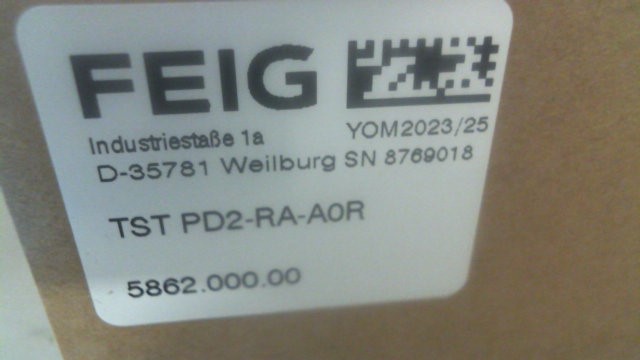 FEIG
Industriestaße 1a
YOM2023/25
D-35781 Weilburg SN 8769018
TST PD2-RA-A0R
5862.000.00